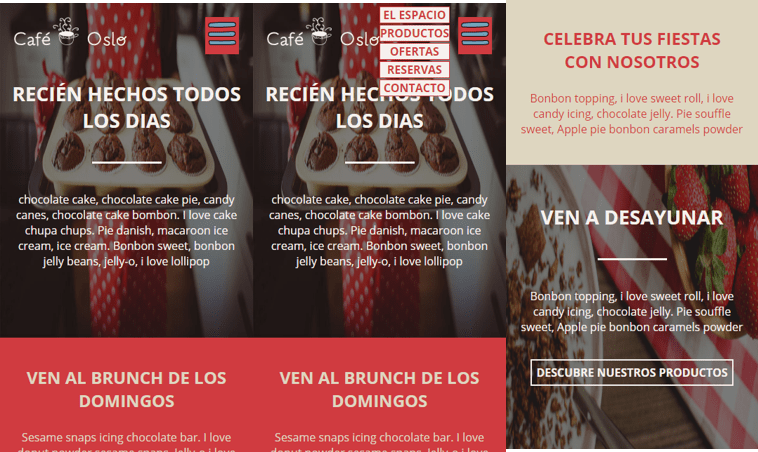 Café Oslo
RECIÉN HECHOS TODOS
LOS DIAS
chocolate cake, chocolate cake pie, candy
canes, chocolate cake bombon. I love cake
chupa chups. Pie danish, macaroon ice
cream, ice cream. Bonbon sweet, bonbon
jelly beans, jelly-o, i love lollipop
VEN AL BRUNCH DE LOS
DOMINGOS
Sesame snaps icing chocolate bar. I love
Café Oslo
EL ESPACIO
PRODUCTOS
OFERTAS
RESERVAS
CONTACTO
RECIÉN HECHOS TODOS
LOS DIAS
chocolate cake, chocolate cake pie, candy
canes, chocolate cake bombon. I love cake
chupa chups. Pie danish, macaroon ice
cream, ice cream. Bonbon sweet, bonbon
jelly beans, jelly-o, i love lollipop
VEN AL BRUNCH DE LOS
DOMINGOS
Sesame snaps icing chocolate bar. I love
CELEBRA TUS FIESTAS
CON NOSOTROS
Bonbon topping, i love sweet roll, i love
candy icing, chocolate jelly. Pie souffle
sweet, Apple pie bonbon caramels powder
VEN A DESAYUNAR
Bonbon topping, i love sweet roll, i love
candy icing, chocolate jelly. Pie souffle
sweet, Apple pie bonbon caramels powder
DESCUBRE NUESTROS PRODUCTOS